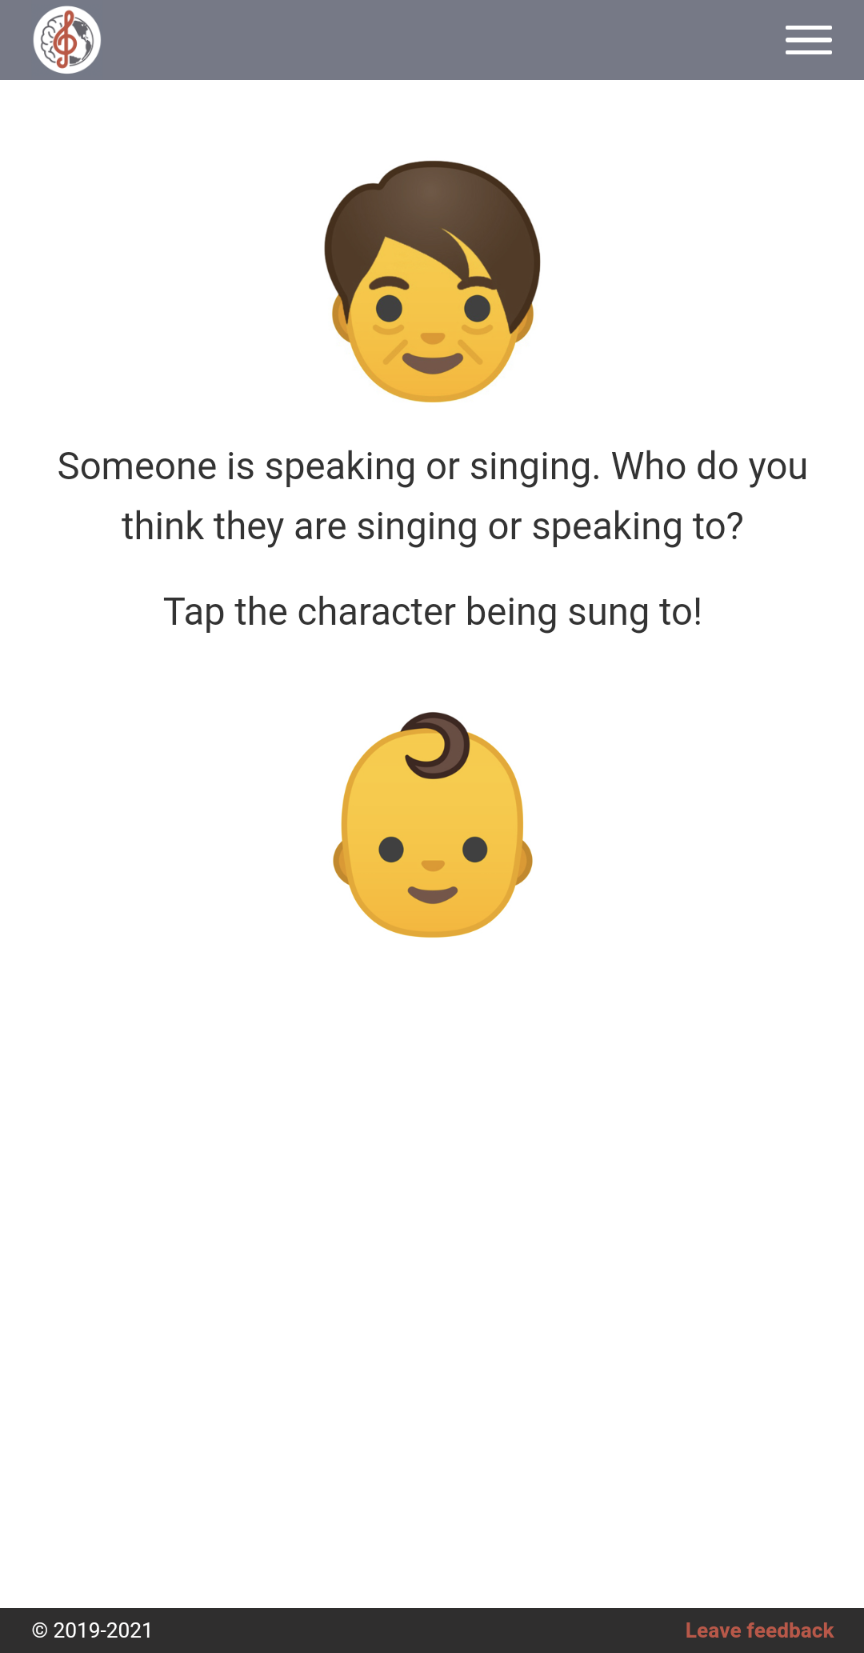 Someone is speaking or singing. Who do you
think they are singing or speaking to?
Tap the character being sung to!
© 2019-2021
Leave feedback